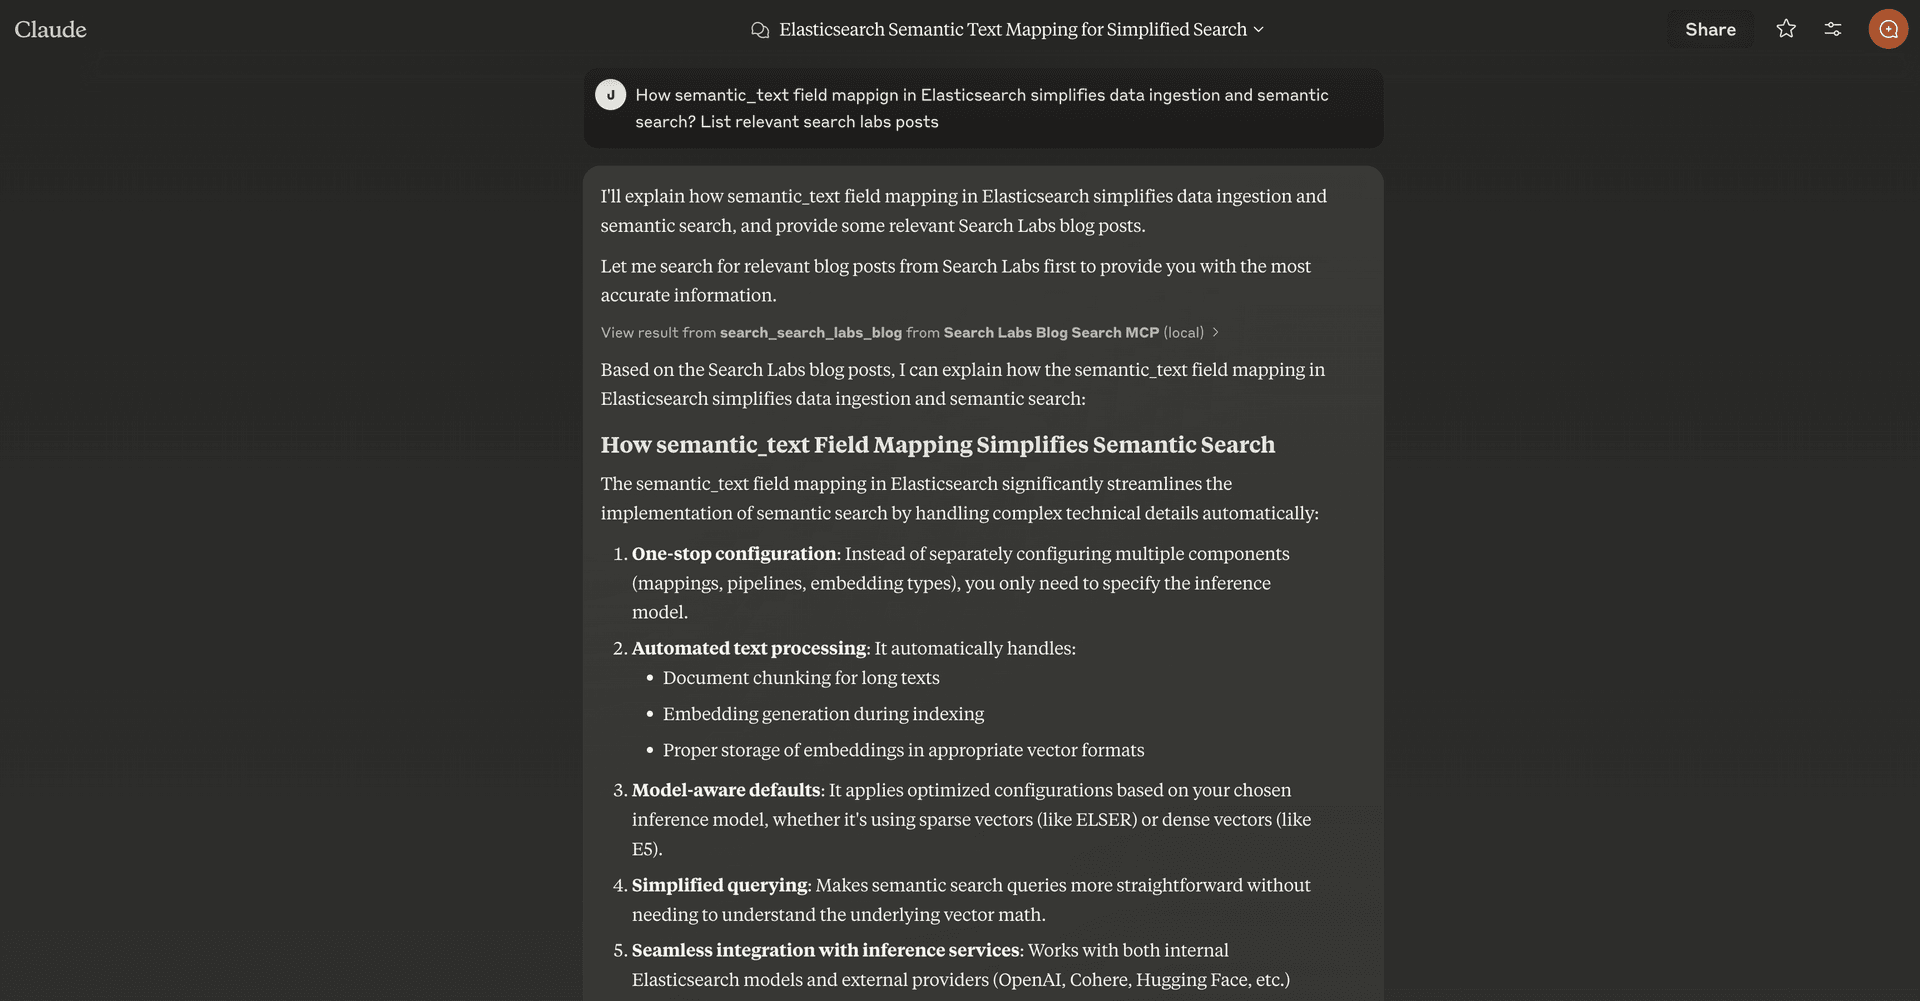 Claude
Elasticsearch Semantic Text Mapping for Simplified Search
Share
J
How semantic_text field mappign in Elasticsearch simplifies data ingestion and semantic
search? List relevant search labs posts
I'll explain how semantic_text field mapping in Elasticsearch simplifies data ingestion and
semantic search, and provide some relevant Search Labs blog posts.
Let me search for relevant blog posts from Search Labs first to provide you with the most
accurate information.
View result from search_search_labs_blog from Search Labs Blog Search MCP (local)
Based on the Search Labs blog posts, I can explain how the semantic_text field mapping in
Elasticsearch simplifies data ingestion and semantic search:
How semantic_text Field Mapping Simplifies Semantic Search
The semantic_text field mapping in Elasticsearch significantly streamlines the
implementation of semantic search by handling complex technical details automatically:
1. One-stop configuration: Instead of separately configuring multiple components
(mappings, pipelines, embedding types), you only need to specify the inference
model.
2. Automated text processing: It automatically handles:
• Document chunking for long texts
• Embedding generation during indexing
• Proper storage of embeddings in appropriate vector formats
3. Model-aware defaults: It applies optimized configurations based on your chosen
inference model, whether it's using sparse vectors (like ELSER) or dense vectors (like
E5).
4. Simplified querying: Makes semantic search queries more straightforward without
needing to understand the underlying vector math.
5. Seamless integration with inference services: Works with both internal
Elasticsearch models and external providers (OpenAI, Cohere, Hugging Face, etc.)